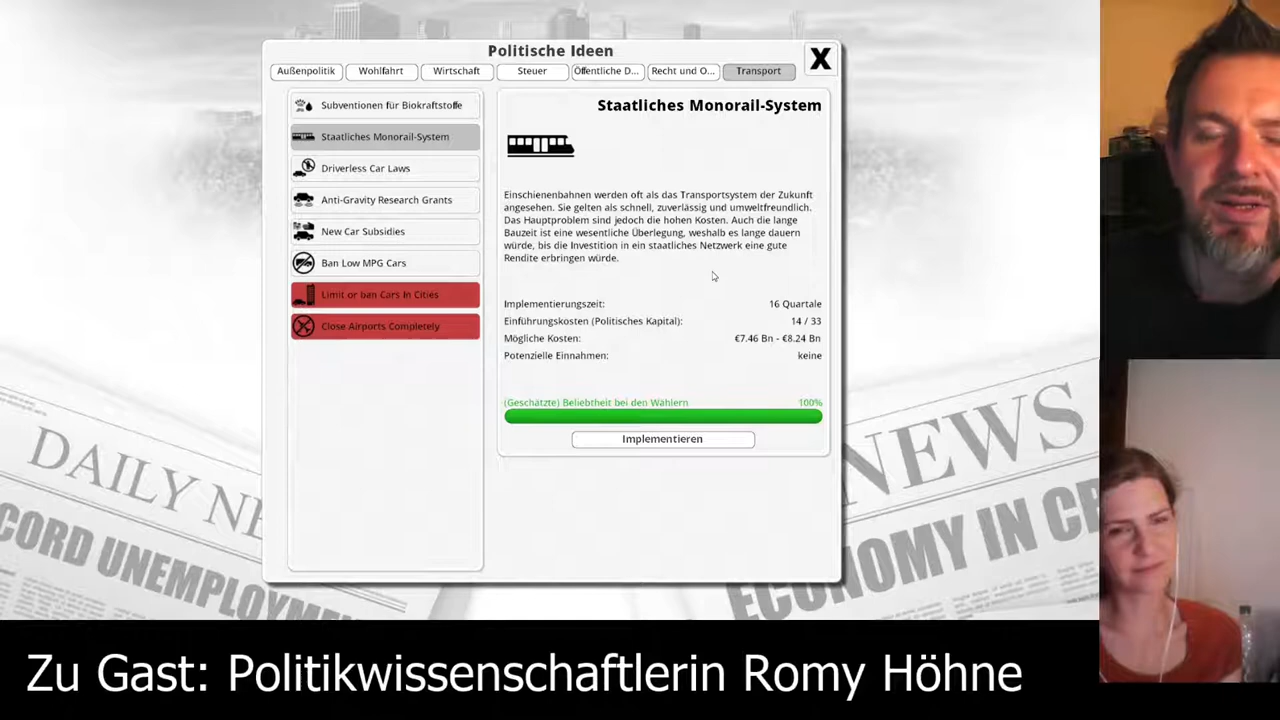 Politische Ideen
X
Außenpolitik
Wohlfahrt
Wirtschaft
Steuer
Öffentliche D...
Recht und O...
Transport
Subventionen für Biokraftstoffe
Staatliches Monorail-System
Driverless Car Laws
Anti-Gravity Research Grants
New Car Subsidies
Ban Low MPG Cars
Limit or ban Cars In Cities
Close Airports Completely
Staatliches Monorail-System
Einschienenbahnen werden oft als das Transportsystem der Zukunft
angesehen. Sie gelten als schnell, zuverlässig und umweltfreundlich.
Das Hauptproblem sind jedoch die hohen Kosten. Auch die lange
Bauzeit ist eine wesentliche Überlegung, weshalb es lange dauern
würde, bis die Investition in ein staatliches Netzwerk eine gute
Rendite erbringen würde.
Implementierungszeit: 16 Quartale
Einführungskosten (Politisches Kapital): 14 / 33
Mögliche Kosten: €7.46 Bn - €8.24 Bn
Potenzielle Einnahmen: keine
(Geschätzte) Beliebtheit bei den Wählern 100%
Implementieren
DAILY NE
CORD UNEMPLOYME
NEWS
ECONOMY IN CR
Zu Gast: Politikwissenschaftlerin Romy Höhne